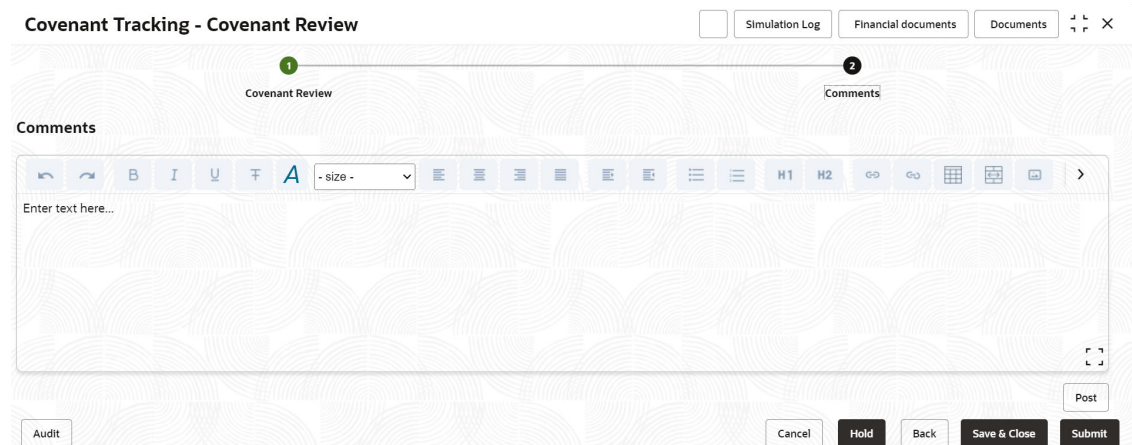 Covenant Tracking - Covenant Review
Simulation Log
Financial documents
Documents
1
2
Covenant Review
Comments
Comments
B I U T A - size - H1 H2
Enter text here...
Post
Audit
Cancel
Hold
Back
Save & Close
Submit